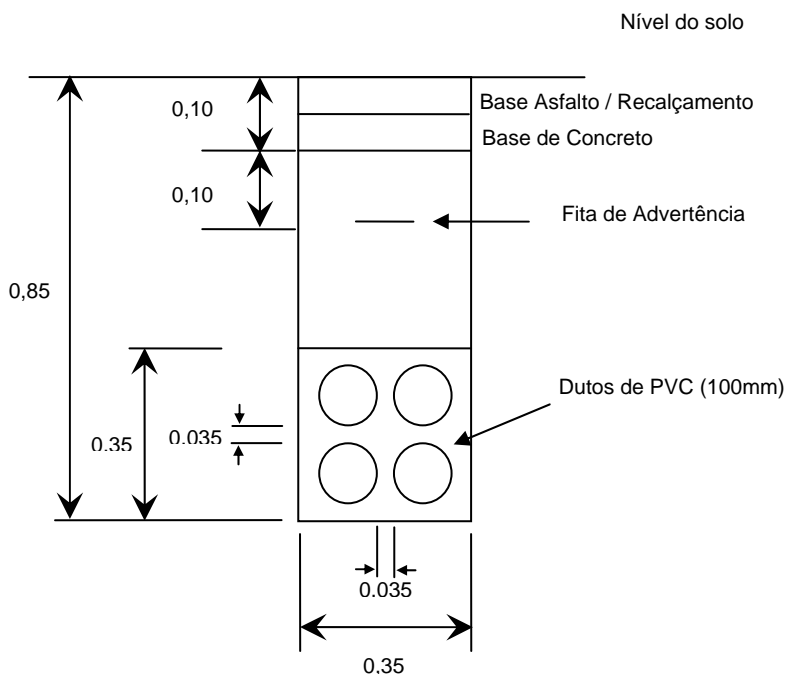 Nível do solo
0,10
Base Asfalto / Recalçamento
Base de Concreto
0,10
Fita de Advertência
0,85
Dutos de PVC (100mm)
0.35
0.035
0.035
0,35